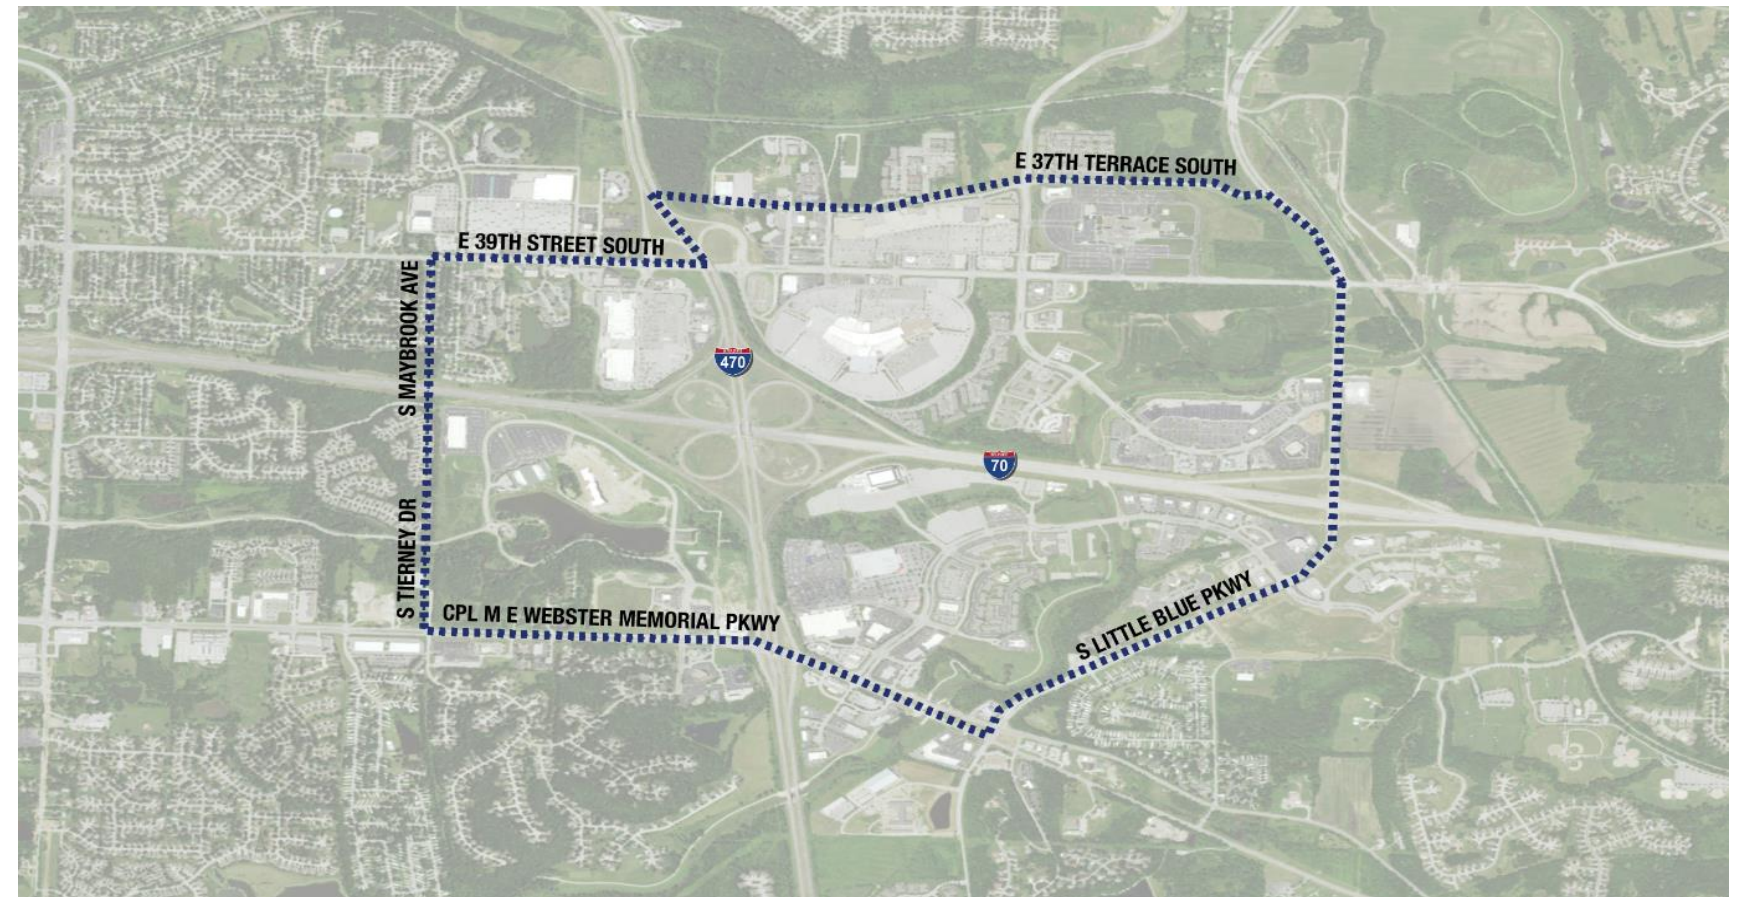 E 37TH TERRACE SOUTH
E 39TH STREET SOUTH
S MAYBROOK AVE
470
70
S TIERNEY DR
CPL M E WEBSTER MEMORIAL PKWY
S LITTLE BLUE PKWY